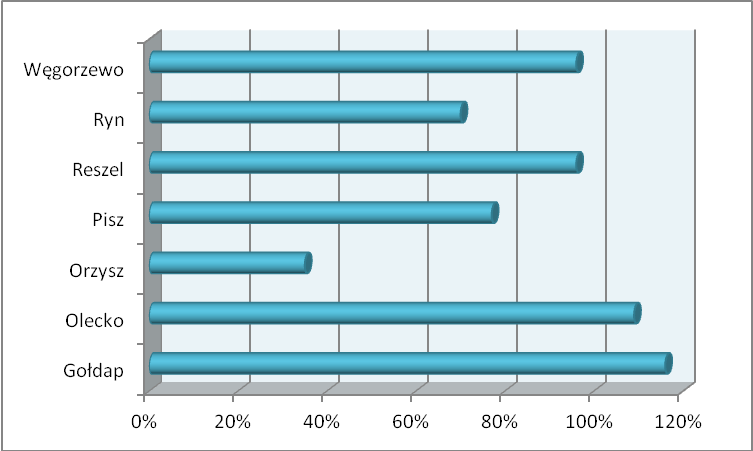 Węgorzewo
Ryn
Reszel
Pisz
Orzysz
Olecko
Gołdap
0% 20% 40% 60% 80% 100% 120%